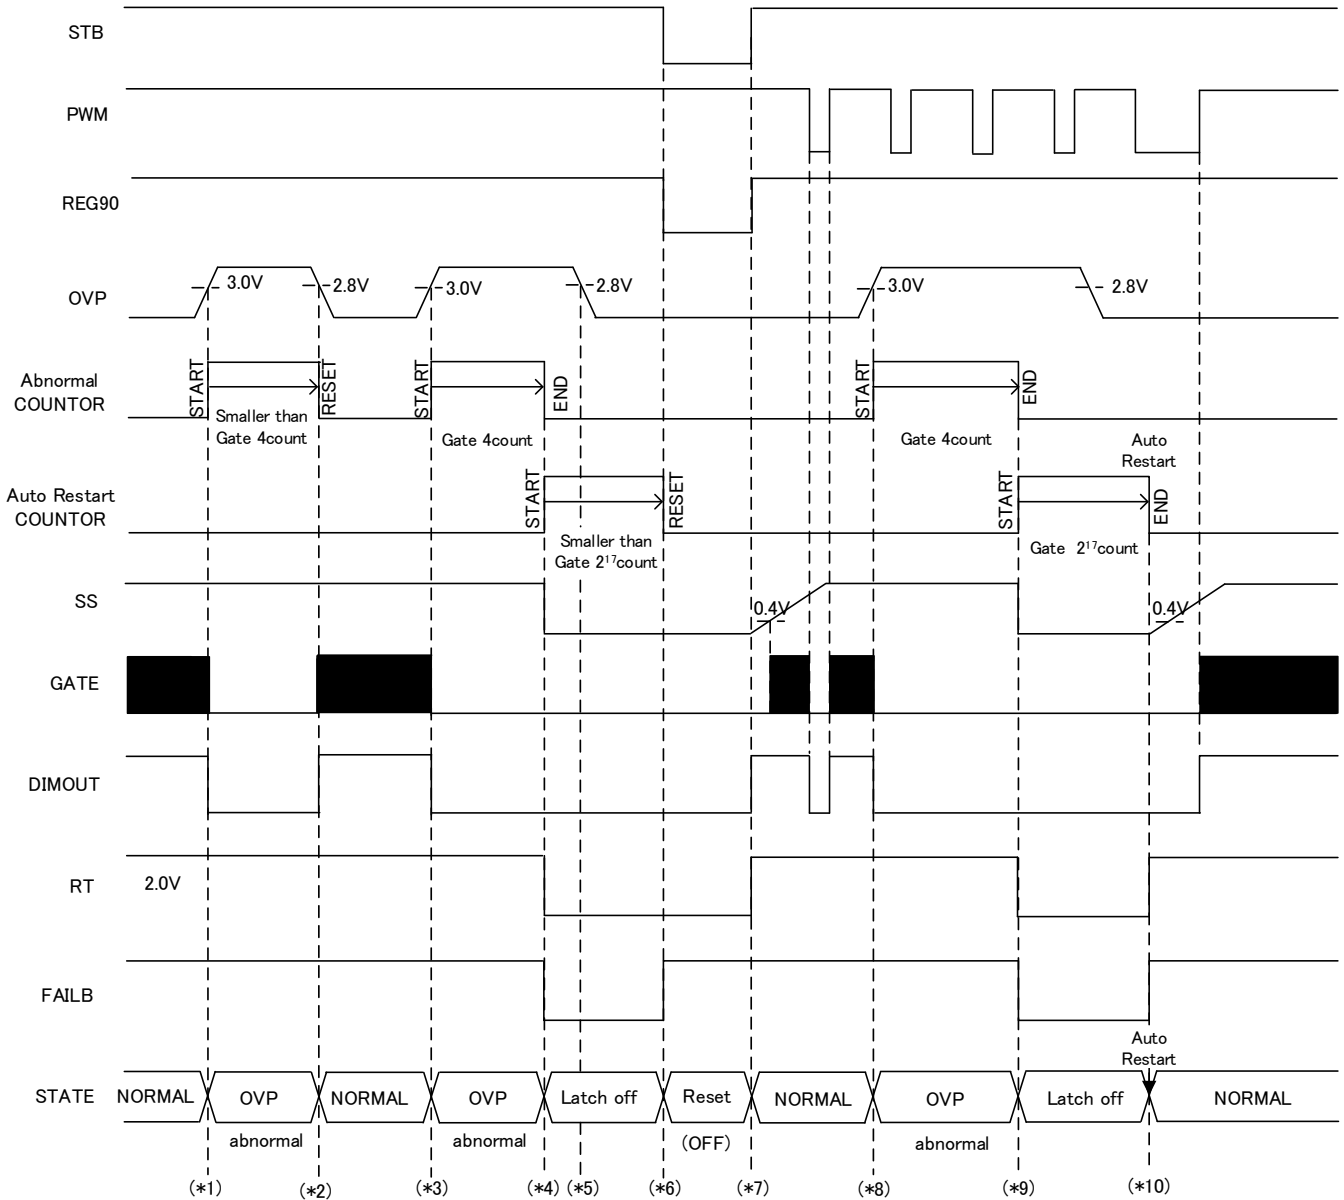 STB
PWM
REG90
OVP
3.0V
2.8V
3.0V
2.8V
3.0V
2.8V
Abnormal
COUNTOR
START
RESET
START
END
START
END
Smaller than
Gate 4count
Gate 4count
Gate 4count
Auto
Restart
Auto Restart
COUNTOR
START
RESET
START
END
Smaller than
Gate 2¹⁷count
Gate 2¹⁷count
SS
0.4V
0.4V
GATE
DIMOUT
RT
2.0V
FAILB
Auto
Restart
STATE
NORMAL
OVP
NORMAL
OVP
Latch off
Reset
NORMAL
OVP
Latch off
NORMAL
abnormal
abnormal
(OFF)
abnormal
(*1)
(*2)
(*3)
(*4)
(*5)
(*6)
(*7)
(*8)
(*9)
(*10)